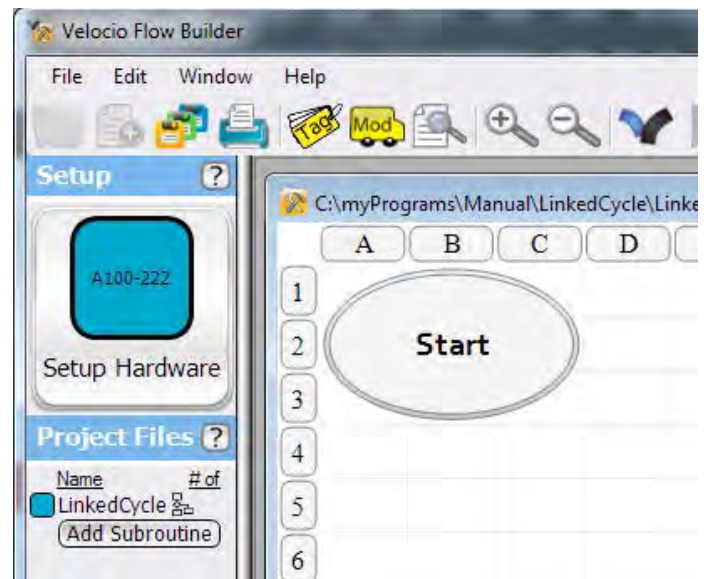 Velocio Flow Builder
File Edit Window Help
Tags Mod
Setup ?
A100-222
Setup Hardware
Project Files ?
Name # of
LinkedCycle
Add Subroutine
C:\myPrograms\Manual\LinkedCycle\Linke
A B C D
1
2
3
4
5
6
Start